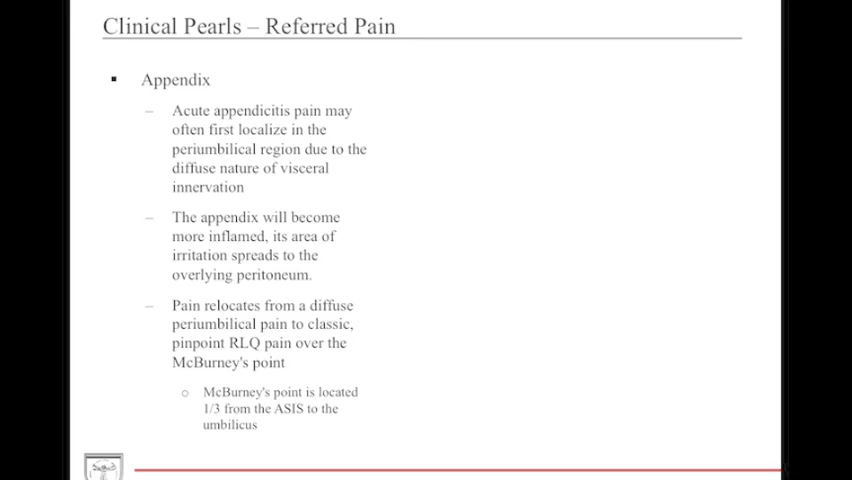 Clinical Pearls – Referred Pain
▪ Appendix
– Acute appendicitis pain may
often first localize in the
periumbilical region due to the
diffuse nature of visceral
innervation
– The appendix will become
more inflamed, its area of
irritation spreads to the
overlying peritoneum.
– Pain relocates from a diffuse
periumbilical pain to classic,
pinpoint RLQ pain over the
McBurney's point
o McBurney's point is located
1/3 from the ASIS to the
umbilicus